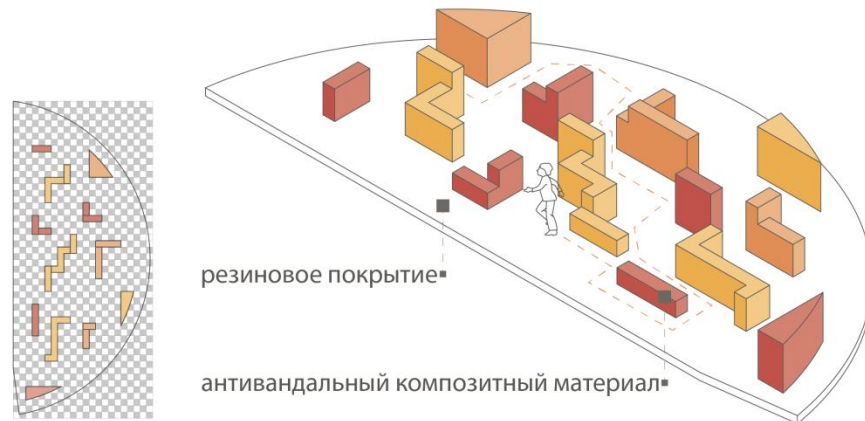 резиновое покрытие
антивандальный композитный материал